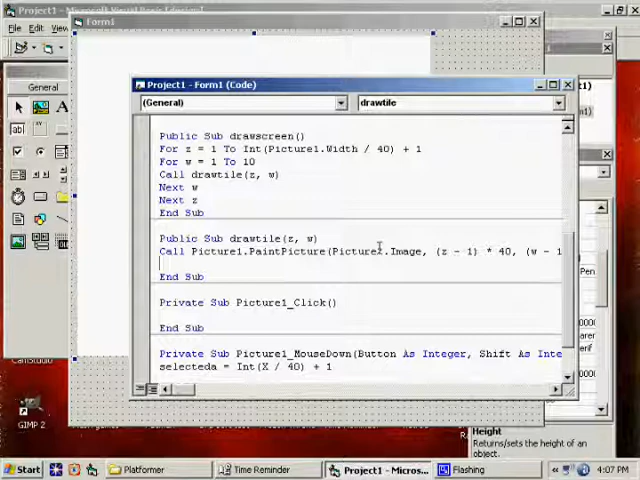 Project1 - Microsoft Visual Basic [design]
Form1
File
Edit
View
General
Project1 - Form1 (Code)
(General)
drawtile
Public Sub drawscreen()
For z = 1 To Int(Picture1.Width / 40) + 1
For w = 1 To 10
Call drawtile(z, w)
Next w
Next z
End Sub
Public Sub drawtile(z, w)
Call Picture1.PaintPicture(Picture2.Image, (z - 1) * 40, (w - 1
End Sub
Private Sub Picture1_Click()
End Sub
Private Sub Picture1_MouseDown(Button As Integer, Shift As Inte
selecteda = Int(X / 40) + 1
CamStudio
GIMP 2
Height
Returns/sets the height of an object.
Start
Platformer
Time Reminder
Project1 - Micros...
Flashing
4:07 PM